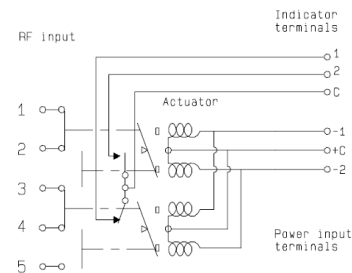 Indicator
terminals
RF input
1
2
C
Actuator
1
2
3
4
5
-1
+C
-2
Power input
terminals